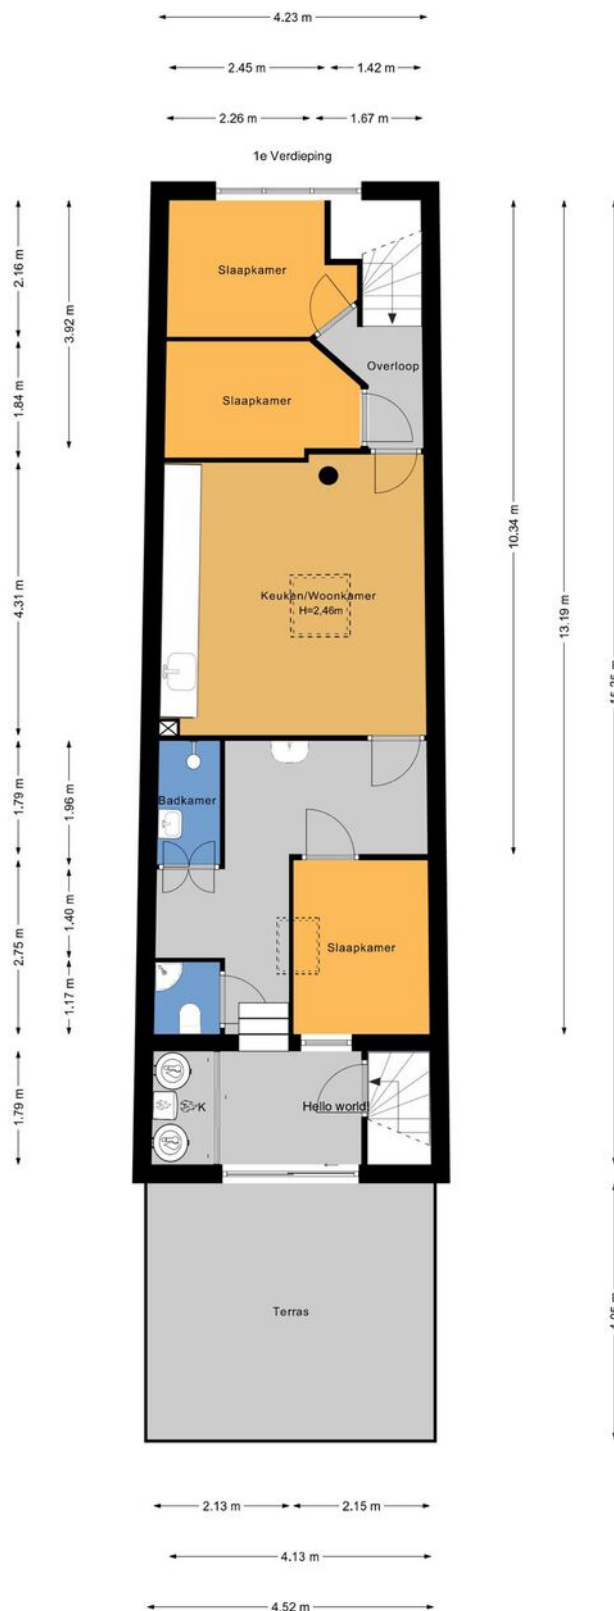 4.23 m
2.45 m
1.42 m
2.26 m
1.67 m
1e Verdieping
2.16 m
3.92 m
1.84 m
4.31 m
1.79 m
1.96 m
2.75 m
1.40 m
1.17 m
1.79 m
10.34 m
13.19 m
Slaapkamer
Overloop
Slaapkamer
Keuken/Woonkamer
H=2,46m
Badkamer
Slaapkamer
K
Hello world!
Terras
2.13 m
2.15 m
4.13 m
4.52 m